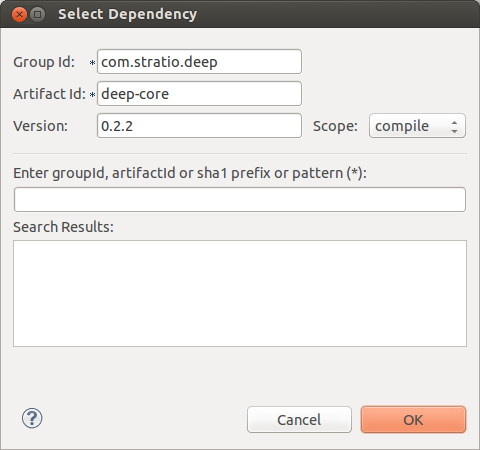 Select Dependency
Group Id: * com.stratio.deep
Artifact Id: * deep-core
Version: 0.2.2 Scope: compile
Enter groupId, artifactId or sha1 prefix or pattern (*):
Search Results:
? Cancel OK